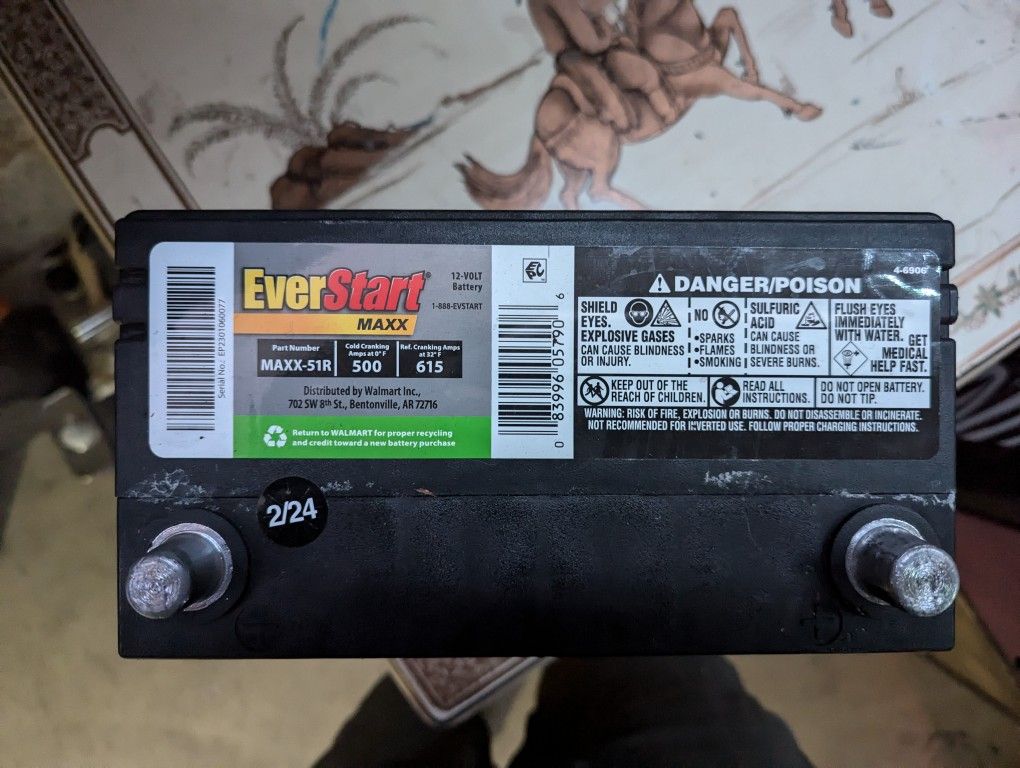 Serial No.: EP2301060077
EverStart®
MAXX
12-VOLT
Battery
1-888-EVSTART
Part Number
MAXX-51R
Cold Cranking
Amps at 0° F
500
Ref. Cranking Amps
at 32° F
615
Distributed by Walmart Inc.,
702 SW 8th St., Bentonville, AR 72716
Return to WALMART for proper recycling
and credit toward a new battery purchase
0 83996 05790 6
DANGER/POISON
4-6906
SHIELD
EYES.
EXPLOSIVE GASES
CAN CAUSE BLINDNESS
OR INJURY.
NO
•SPARKS
•FLAMES
•SMOKING
SULFURIC
ACID
CAN CAUSE
BLINDNESS OR
SEVERE BURNS.
FLUSH EYES
IMMEDIATELY
WITH WATER.
GET
MEDICAL
HELP FAST.
KEEP OUT OF THE
REACH OF CHILDREN.
READ ALL
INSTRUCTIONS.
DO NOT OPEN BATTERY.
DO NOT TIP.
WARNING: RISK OF FIRE, EXPLOSION OR BURNS. DO NOT DISASSEMBLE OR INCINERATE.
NOT RECOMMENDED FOR INVERTED USE. FOLLOW PROPER CHARGING INSTRUCTIONS.
2/24